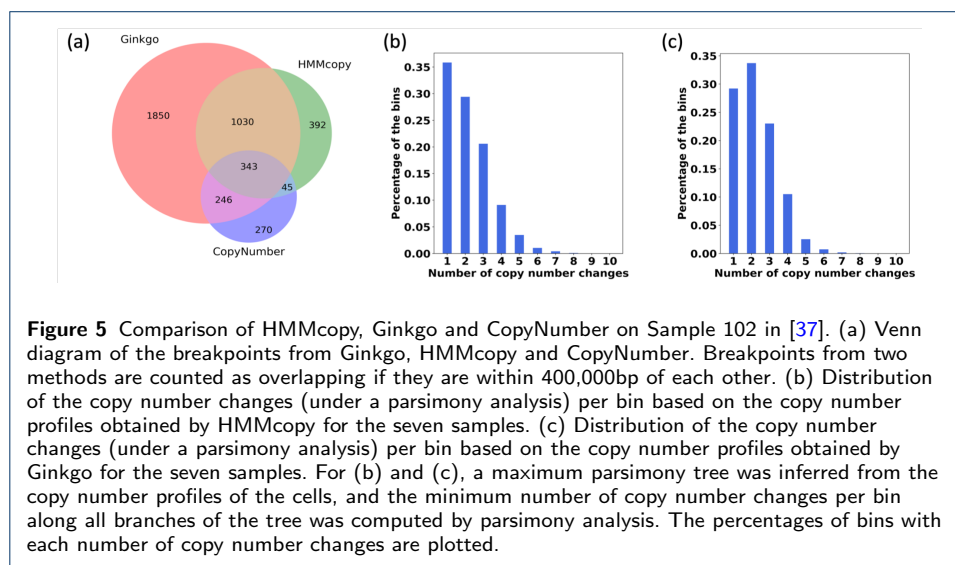 (a)
Ginkgo
HMMcopy
1850
1030
392
343
246
45
270
CopyNumber
(b)
Percentage of the bins
0.35
0.30
0.25
0.20
0.15
0.10
0.05
0.00
1 2 3 4 5 6 7 8 9 10
Number of copy number changes
(c)
Percentage of the bins
0.35
0.30
0.25
0.20
0.15
0.10
0.05
0.00
1 2 3 4 5 6 7 8 9 10
Number of copy number changes
Figure 5 Comparison of HMMcopy, Ginkgo and CopyNumber on Sample 102 in [37]. (a) Venn
diagram of the breakpoints from Ginkgo, HMMcopy and CopyNumber. Breakpoints from two
methods are counted as overlapping if they are within 400,000bp of each other. (b) Distribution
of the copy number changes (under a parsimony analysis) per bin based on the copy number
profiles obtained by HMMcopy for the seven samples. (c) Distribution of the copy number
changes (under a parsimony analysis) per bin based on the copy number profiles obtained by
Ginkgo for the seven samples. For (b) and (c), a maximum parsimony tree was inferred from the
copy number profiles of the cells, and the minimum number of copy number changes per bin
along all branches of the tree was computed by parsimony analysis. The percentages of bins with
each number of copy number changes are plotted.